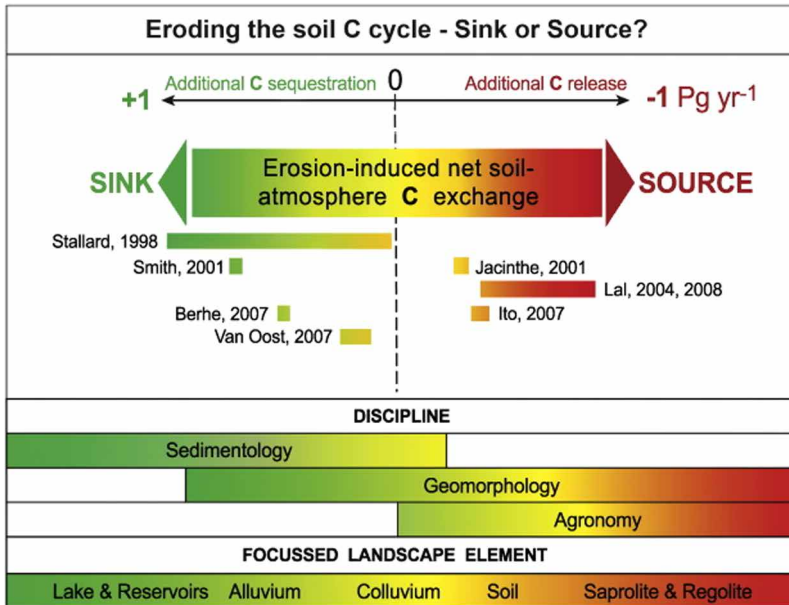 Eroding the soil C cycle - Sink or Source?
Additional C sequestration
0
Additional C release
+1
-1 Pg yr-1
SINK
Erosion-induced net soil-
atmosphere C exchange
SOURCE
Stallard, 1998
Smith, 2001
Jacinthe, 2001
Lal, 2004, 2008
Berhe, 2007
Ito, 2007
Van Oost, 2007
DISCIPLINE
Sedimentology
Geomorphology
Agronomy
FOCUSSED LANDSCAPE ELEMENT
Lake & Reservoirs Alluvium Colluvium Soil Saprolite & Regolite